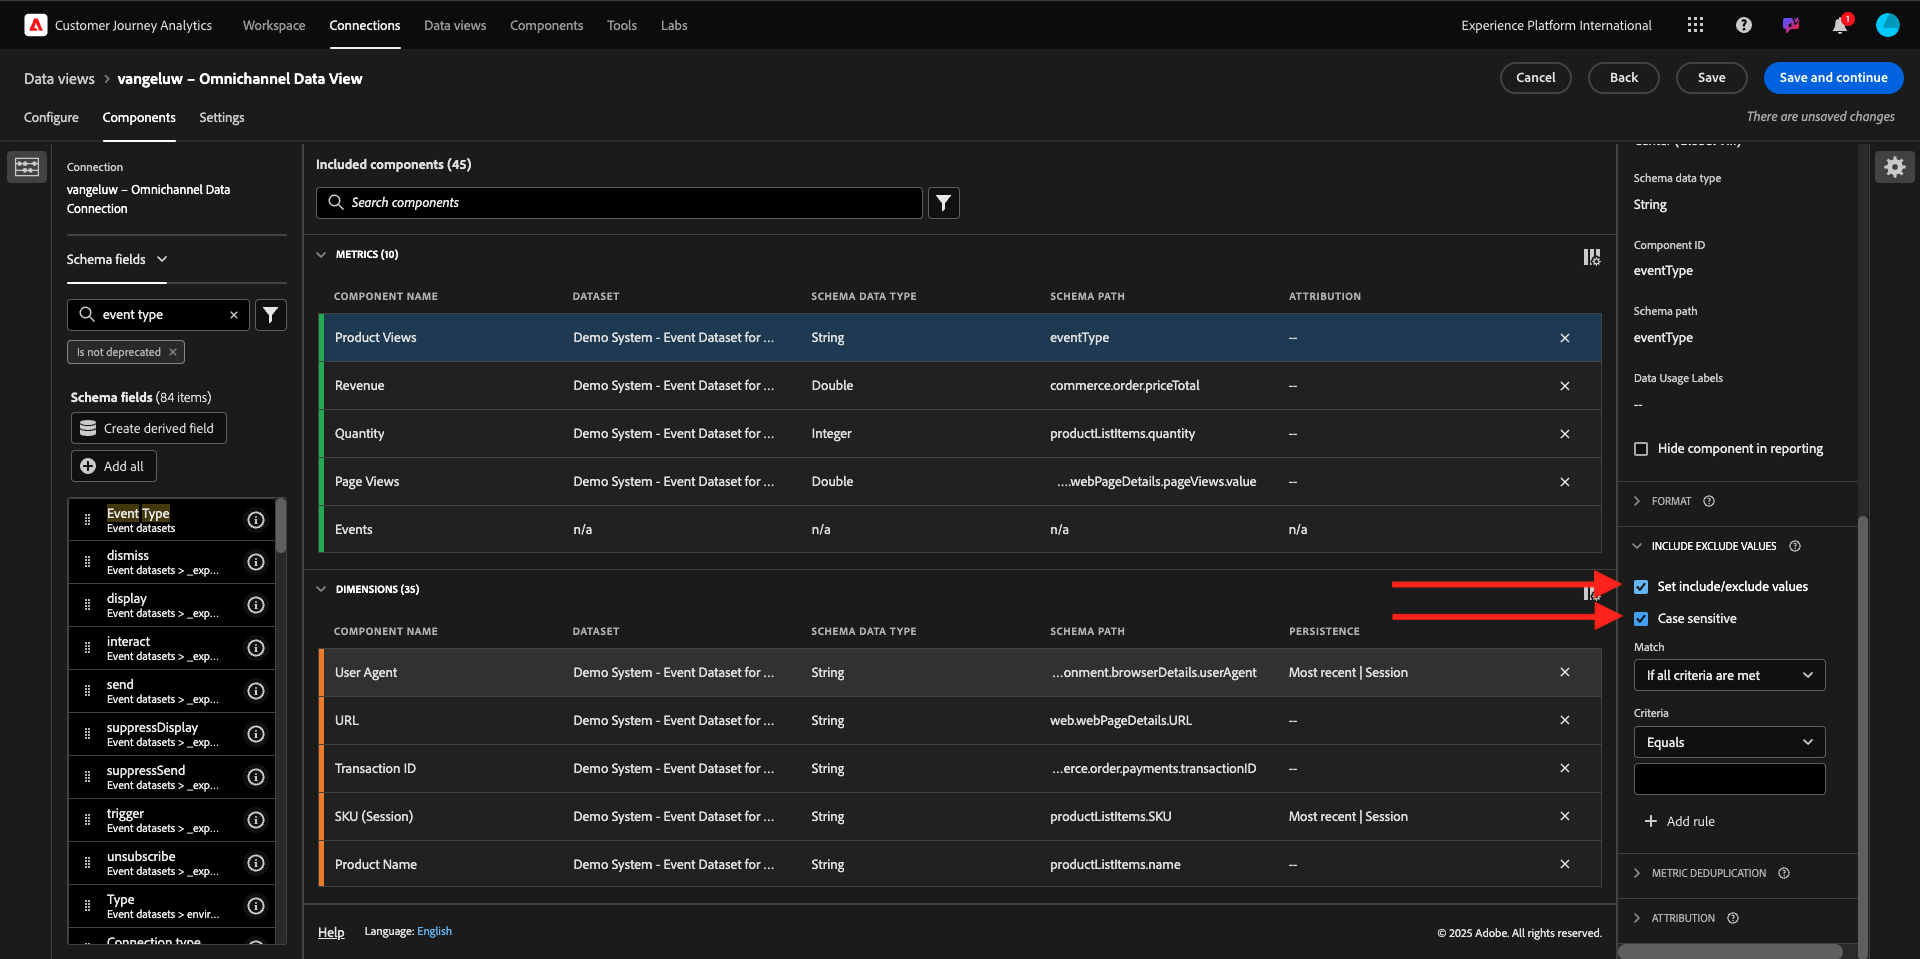 Customer Journey Analytics
Workspace
Connections
Data views
Components
Tools
Labs
Experience Platform International
1
Data views > vangeluw – Omnichannel Data View
Cancel
Back
Save
Save and continue
Configure
Components
Settings
There are unsaved changes
Connection
vangeluw – Omnichannel Data
Connection
Schema fields
event type
Is not deprecated
Schema fields (84 items)
Create derived field
Add all
Event Type
Event datasets
dismiss
Event datasets > _exp...
display
Event datasets > _exp...
interact
Event datasets > _exp...
send
Event datasets > _exp...
suppressDisplay
Event datasets > _exp...
suppressSend
Event datasets > _exp...
trigger
Event datasets > _exp...
unsubscribe
Event datasets > _exp...
Type
Event datasets > envir...
Connection type
Included components (45)
Search components
METRICS (10)
COMPONENT NAME DATASET SCHEMA DATA TYPE SCHEMA PATH ATTRIBUTION
Product Views Demo System - Event Dataset for ... String eventType --
Revenue Demo System - Event Dataset for ... Double commerce.order.priceTotal --
Quantity Demo System - Event Dataset for ... Integer productListItems.quantity --
Page Views Demo System - Event Dataset for ... Double ....webPageDetails.pageViews.value --
Events n/a n/a n/a n/a
DIMENSIONS (35)
COMPONENT NAME DATASET SCHEMA DATA TYPE SCHEMA PATH PERSISTENCE
User Agent Demo System - Event Dataset for ... String ...onment.browserDetails.userAgent Most recent | Session
URL Demo System - Event Dataset for ... String web.webPageDetails.URL --
Transaction ID Demo System - Event Dataset for ... String ...erce.order.payments.transactionID --
SKU (Session) Demo System - Event Dataset for ... String productListItems.SKU Most recent | Session
Product Name Demo System - Event Dataset for ... String productListItems.name --
Help
Language: English
© 2025 Adobe. All rights reserved.
Schema data type
String
Component ID
eventType
Schema path
eventType
Data Usage Labels
--
Hide component in reporting
FORMAT
INCLUDE EXCLUDE VALUES
Set include/exclude values
Case sensitive
Match
If all criteria are met
Criteria
Equals
Add rule
METRIC DEDUPLICATION
ATTRIBUTION